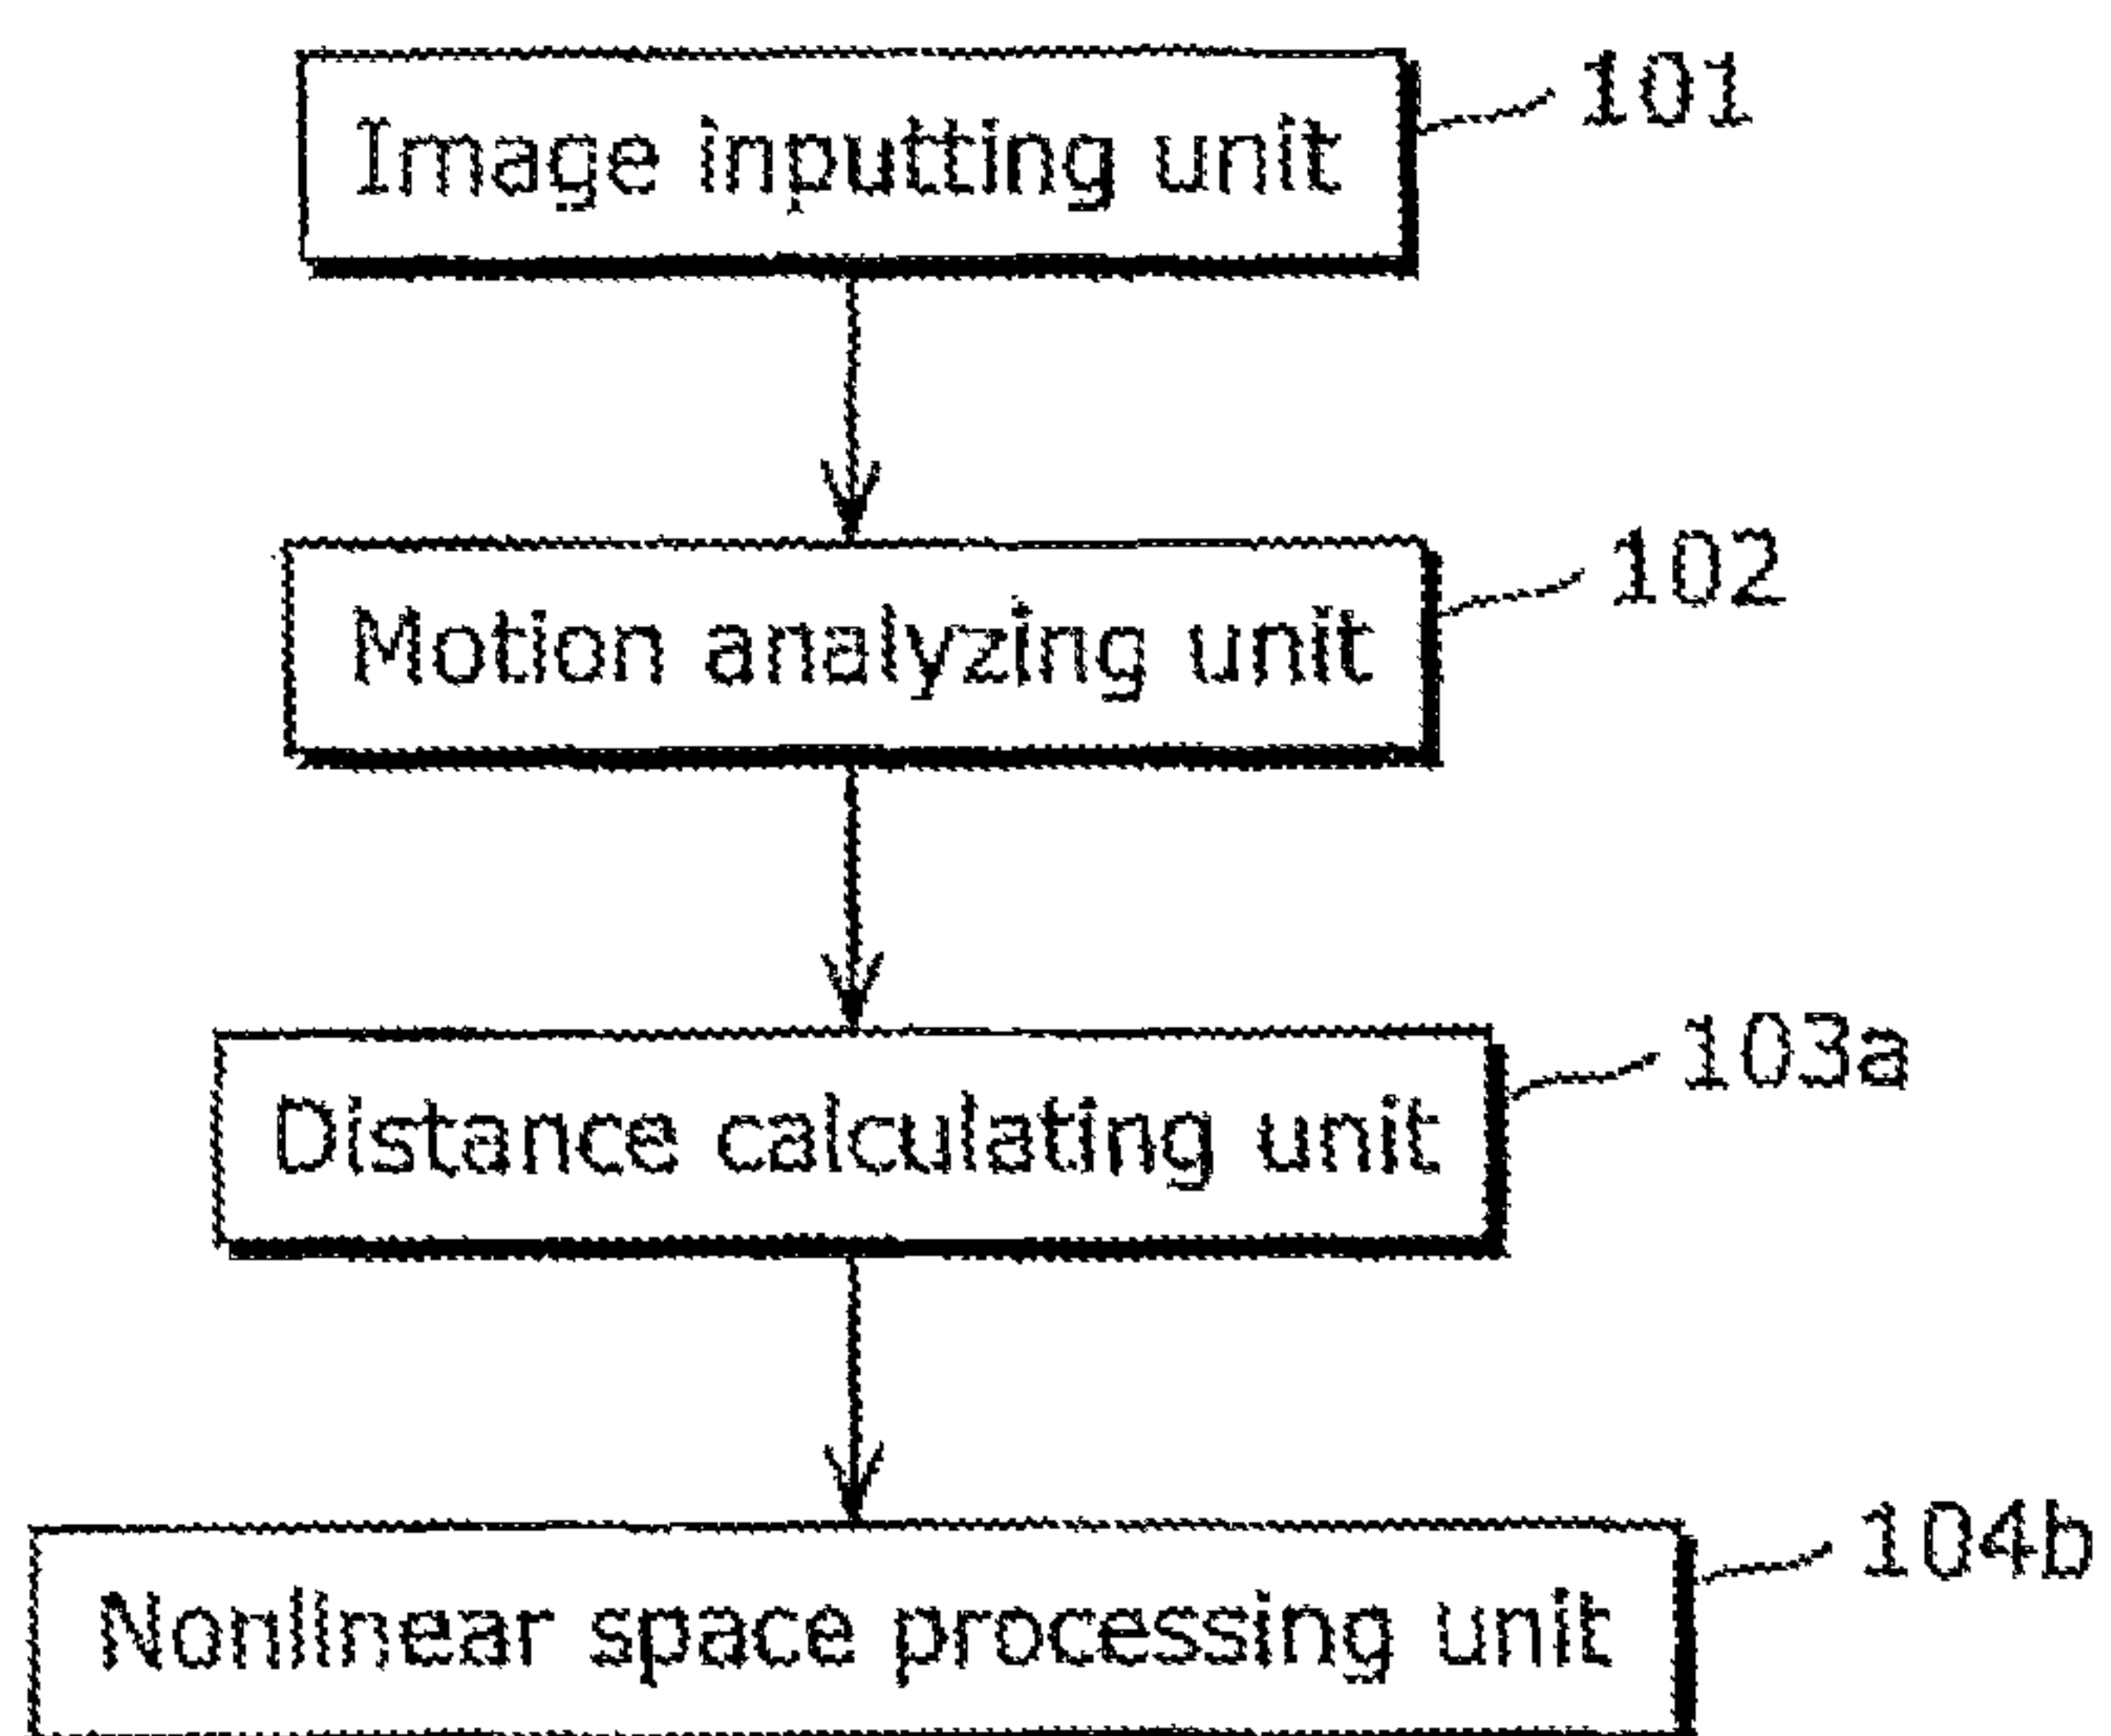 Image inputting unit
101
Motion analyzing unit
102
Distance calculating unit
103a
Nonlinear space processing unit
104b